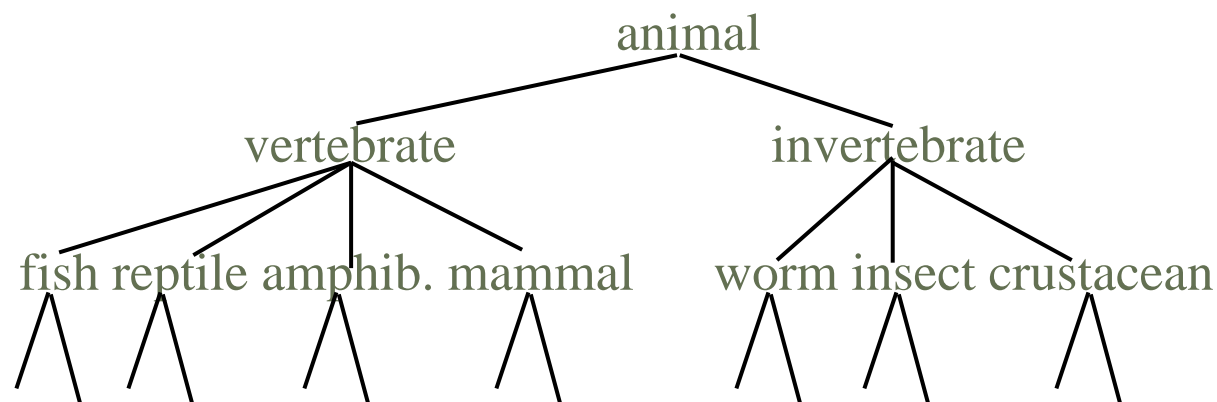 animal
vertebrate invertebrate
fish reptile amphib. mammal worm insect crustacean